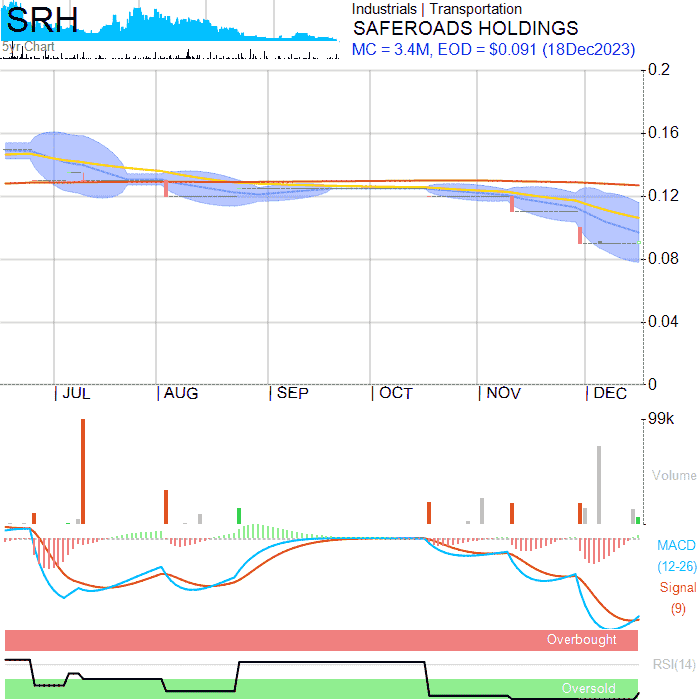 SRH
5yr Chart
Industrials | Transportation
SAFEROADS HOLDINGS
MC = 3.4M, EOD = $0.091 (18Dec2023)
0.2
0.16
0.12
0.08
0.04
0
| JUL | AUG | SEP | OCT | NOV | DEC
99k
Volume
MACD
(12-26)
Signal
(9)
Overbought
RSI(14)
Oversold